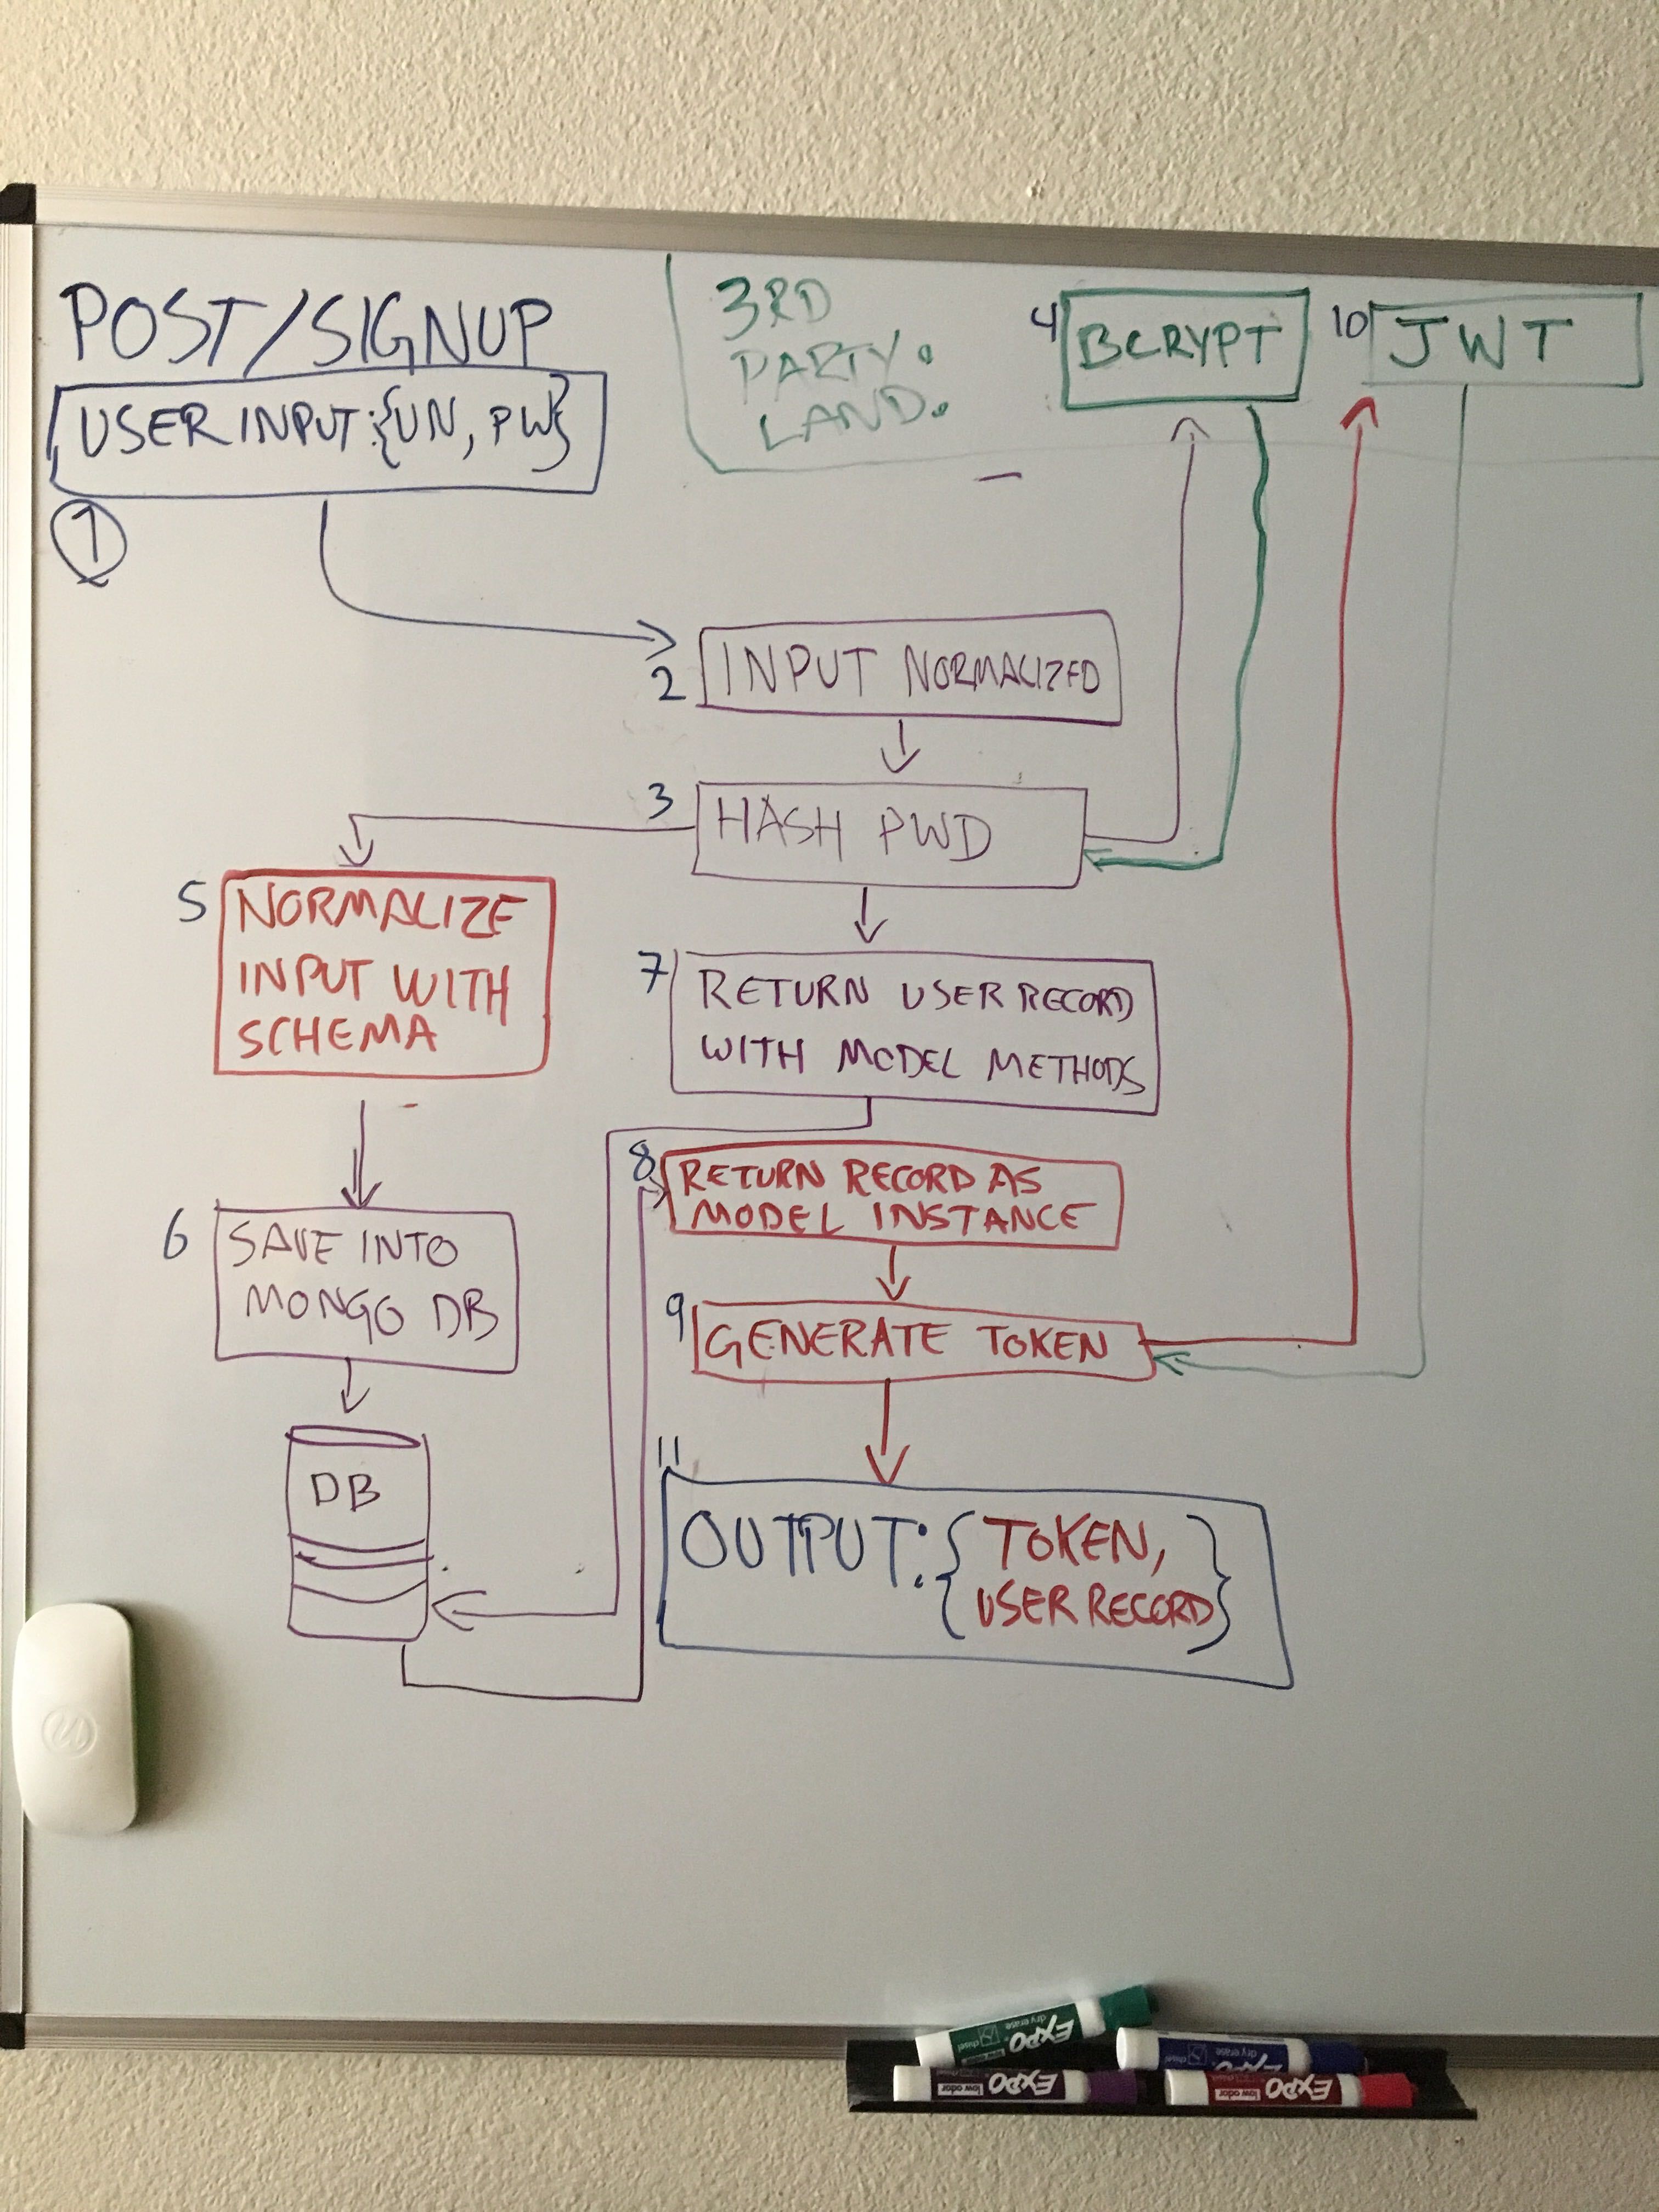 POST/SIGNUP
USER INPUT:{UN, PW}
1
3RD
PARTY.
LAND.
4
BCRYPT
10
JWT
2
INPUT NORMALIZED
3
HASH PWD
5
NORMALIZE
INPUT WITH
SCHEMA
7
RETURN USER RECORD
WITH MODEL METHODS
8
RETURN RECORD AS
MODEL INSTANCE
6
SAVE INTO
MONGO DB
9
GENERATE TOKEN
DB
11
OUTPUT:{TOKEN,
USER RECORD}
EXPO
dry erase
chisel
EXPO
dry erase
chisel
EXPO
low odor
EXPO
low odor